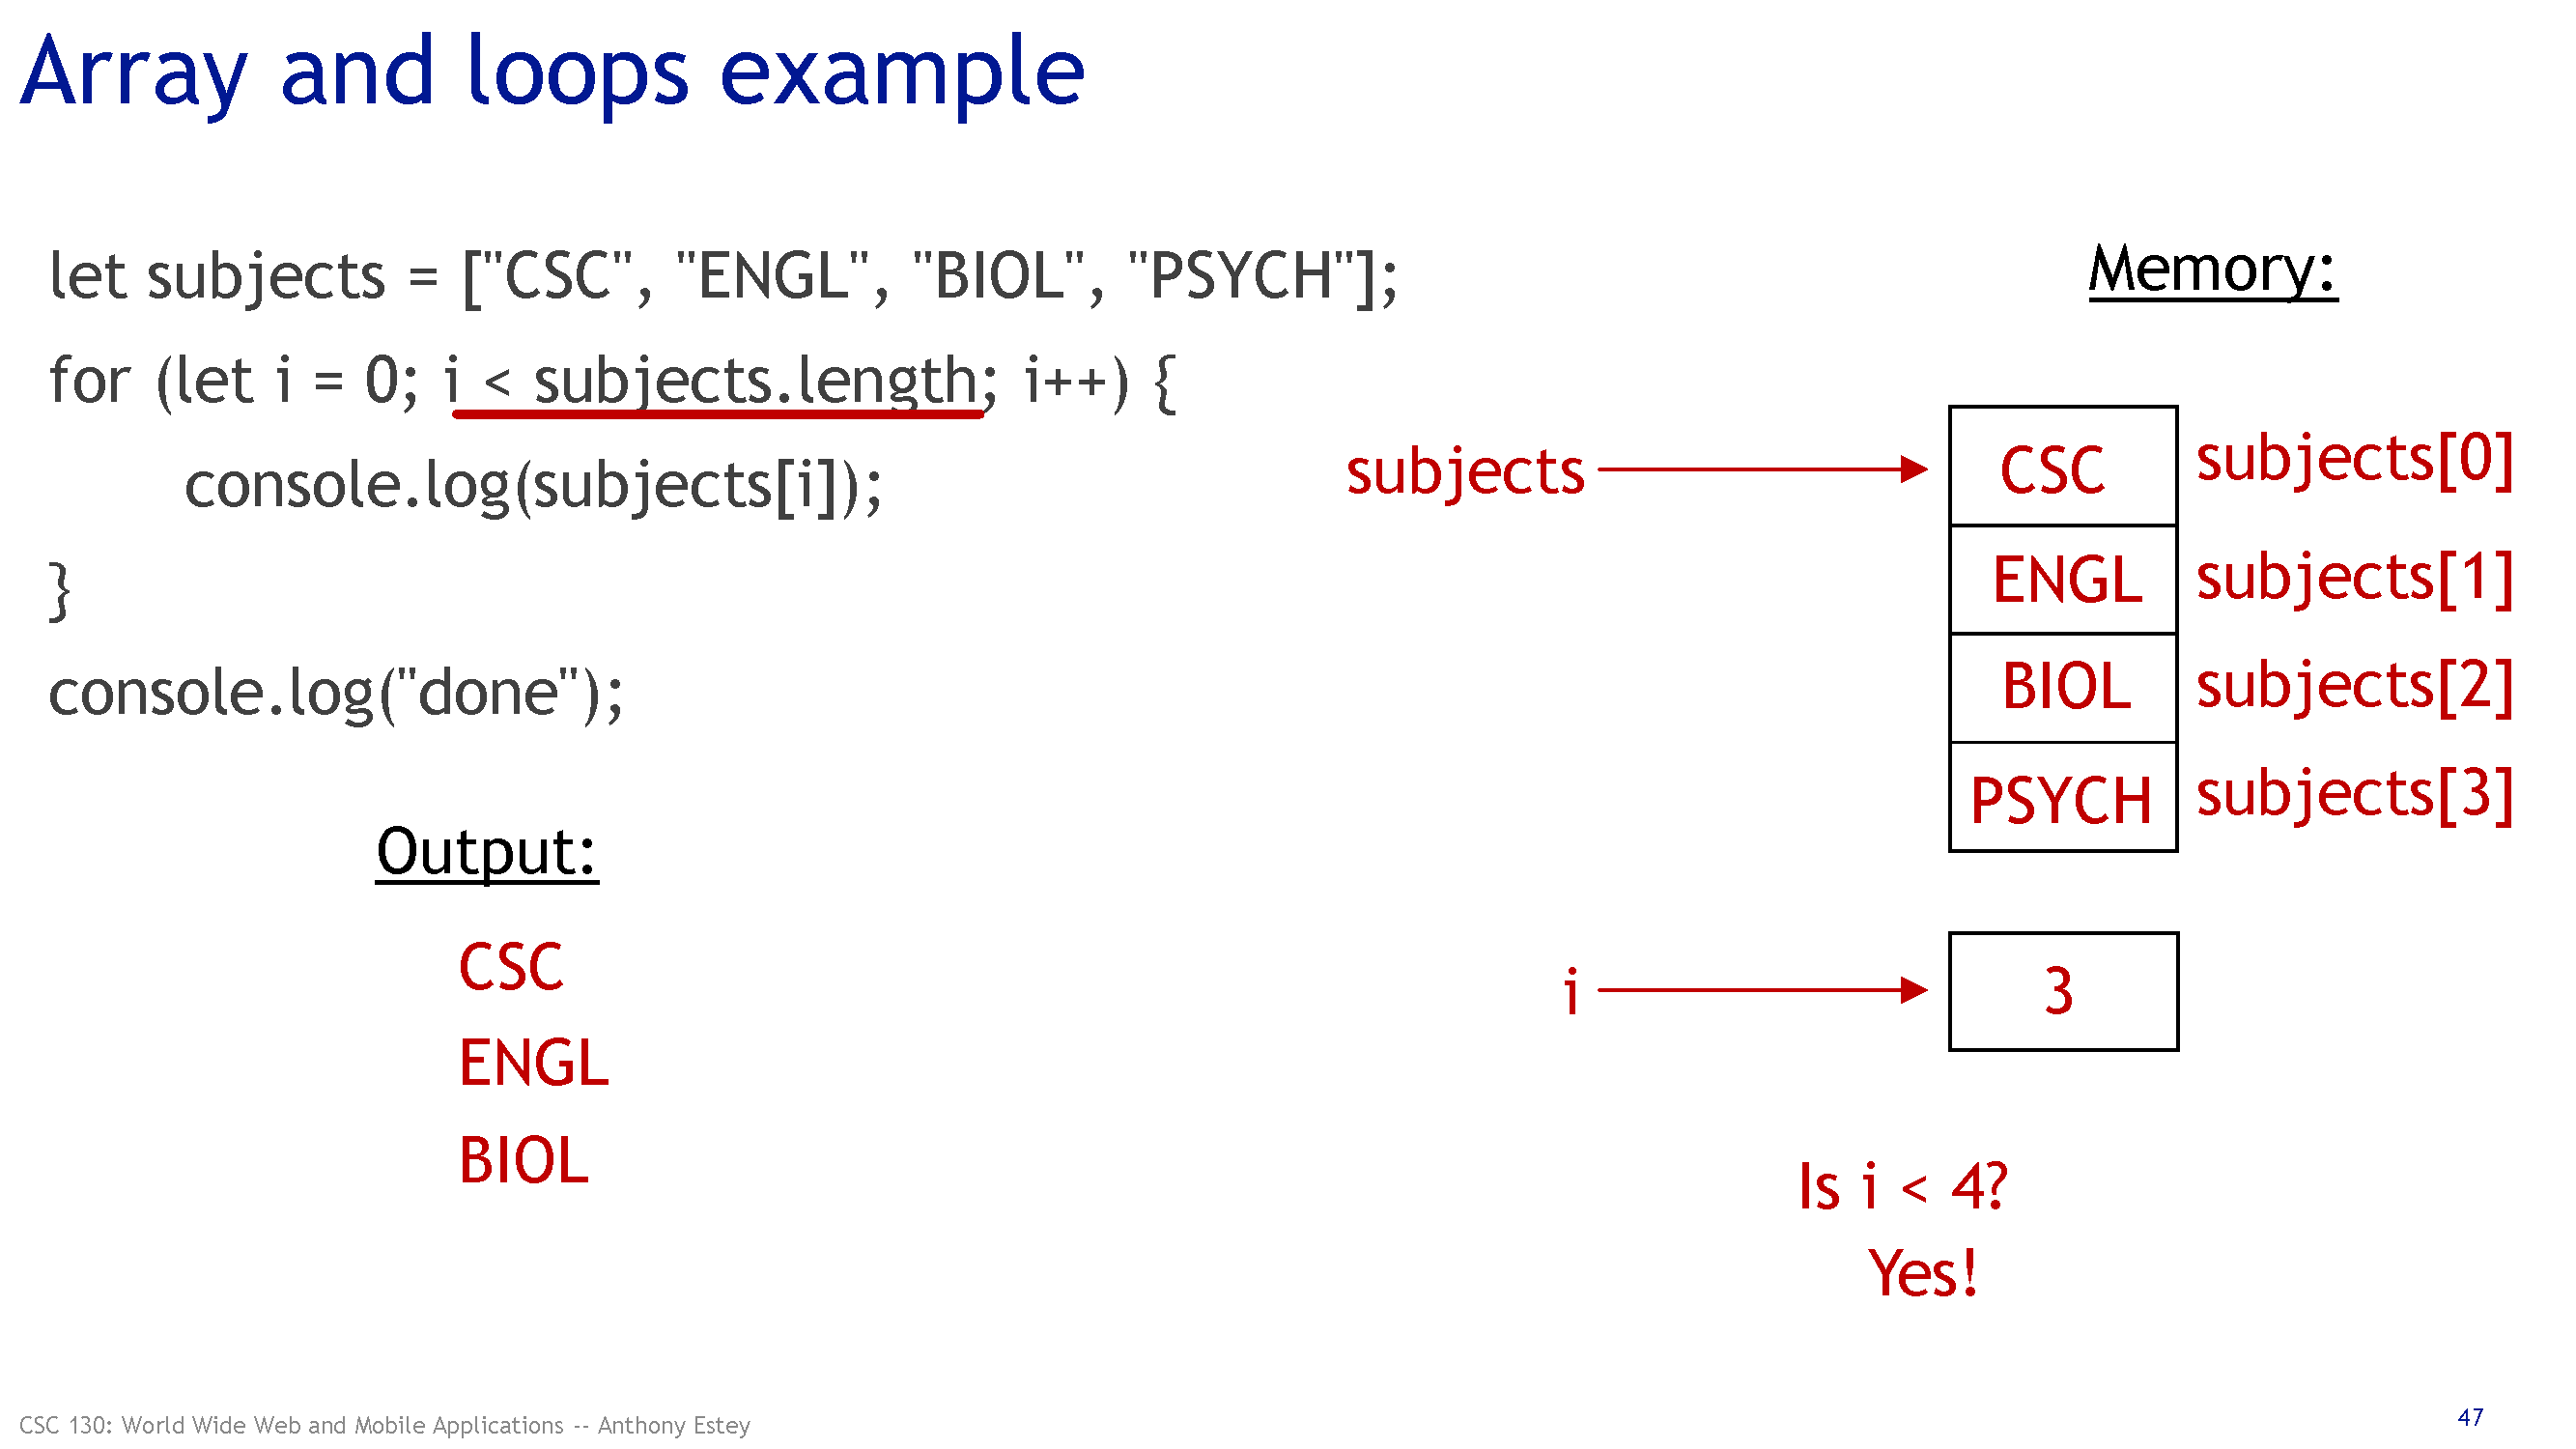 Array and loops example
let subjects = ["CSC", "ENGL", "BIOL", "PSYCH"];
for (let i = 0; i < subjects.length; i++) {
console.log(subjects[i]);
}
console.log("done");
Output:
CSC
ENGL
BIOL
Memory:
subjects
CSC subjects[0]
ENGL subjects[1]
BIOL subjects[2]
PSYCH subjects[3]
i 3
Is i < 4?
Yes!
CSC 130: World Wide Web and Mobile Applications -- Anthony Estey
47